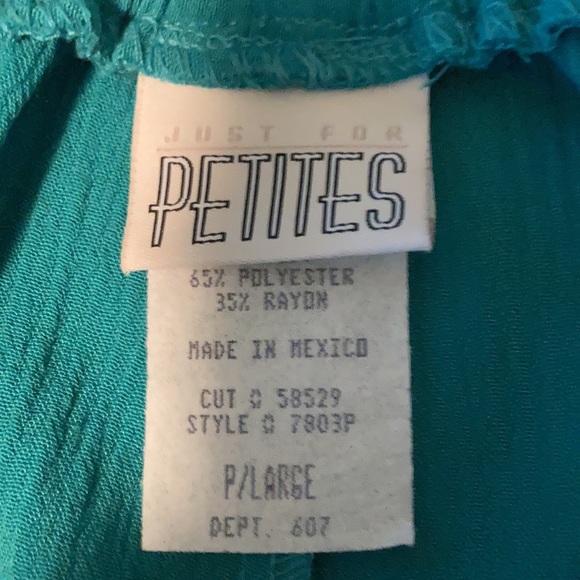 JUST FOR
PETITES
65% POLYESTER
35% RAYON
MADE IN MEXICO
CUT # 58529
STYLE # 7803P
P/LARGE
DEPT. 607